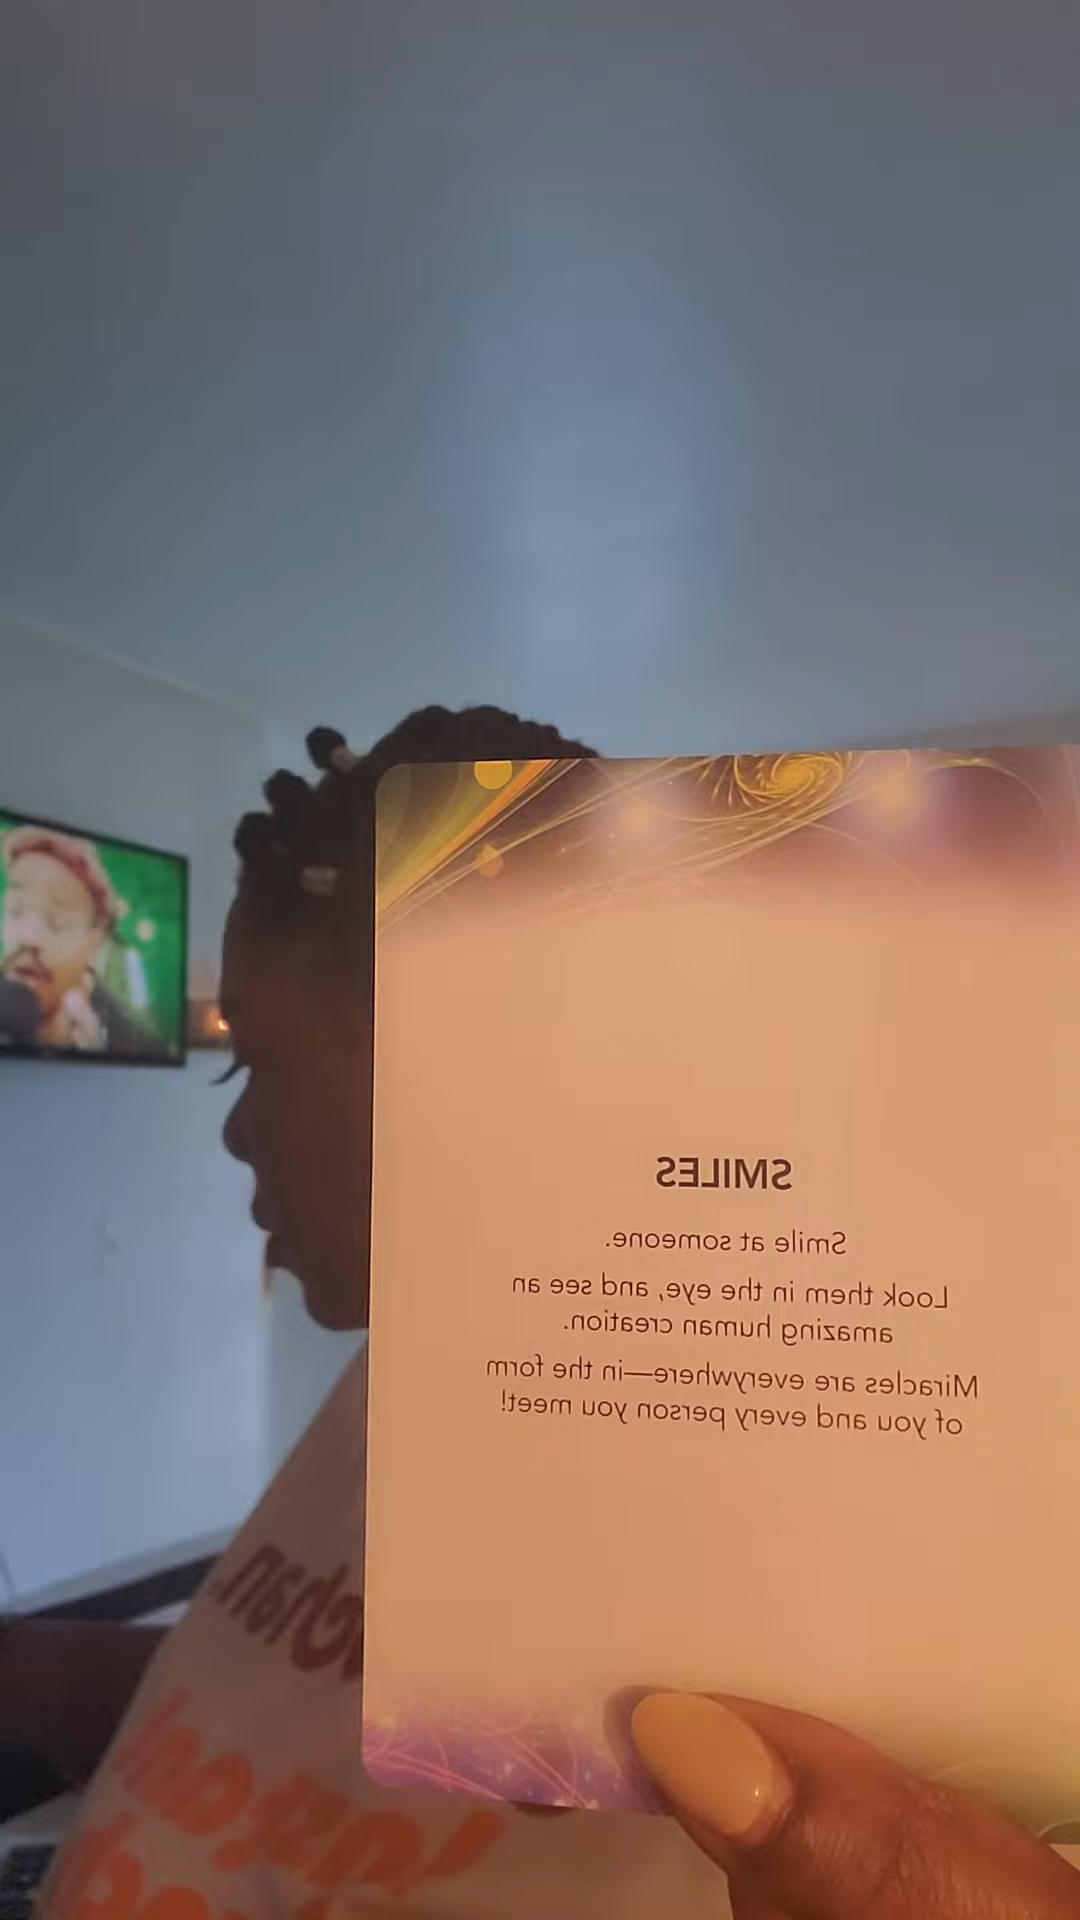 SMILES
Smile at someone.
Look them in the eye, and see an
amazing human creation.
Miracles are everywhere—in the form
of you and every person you meet!